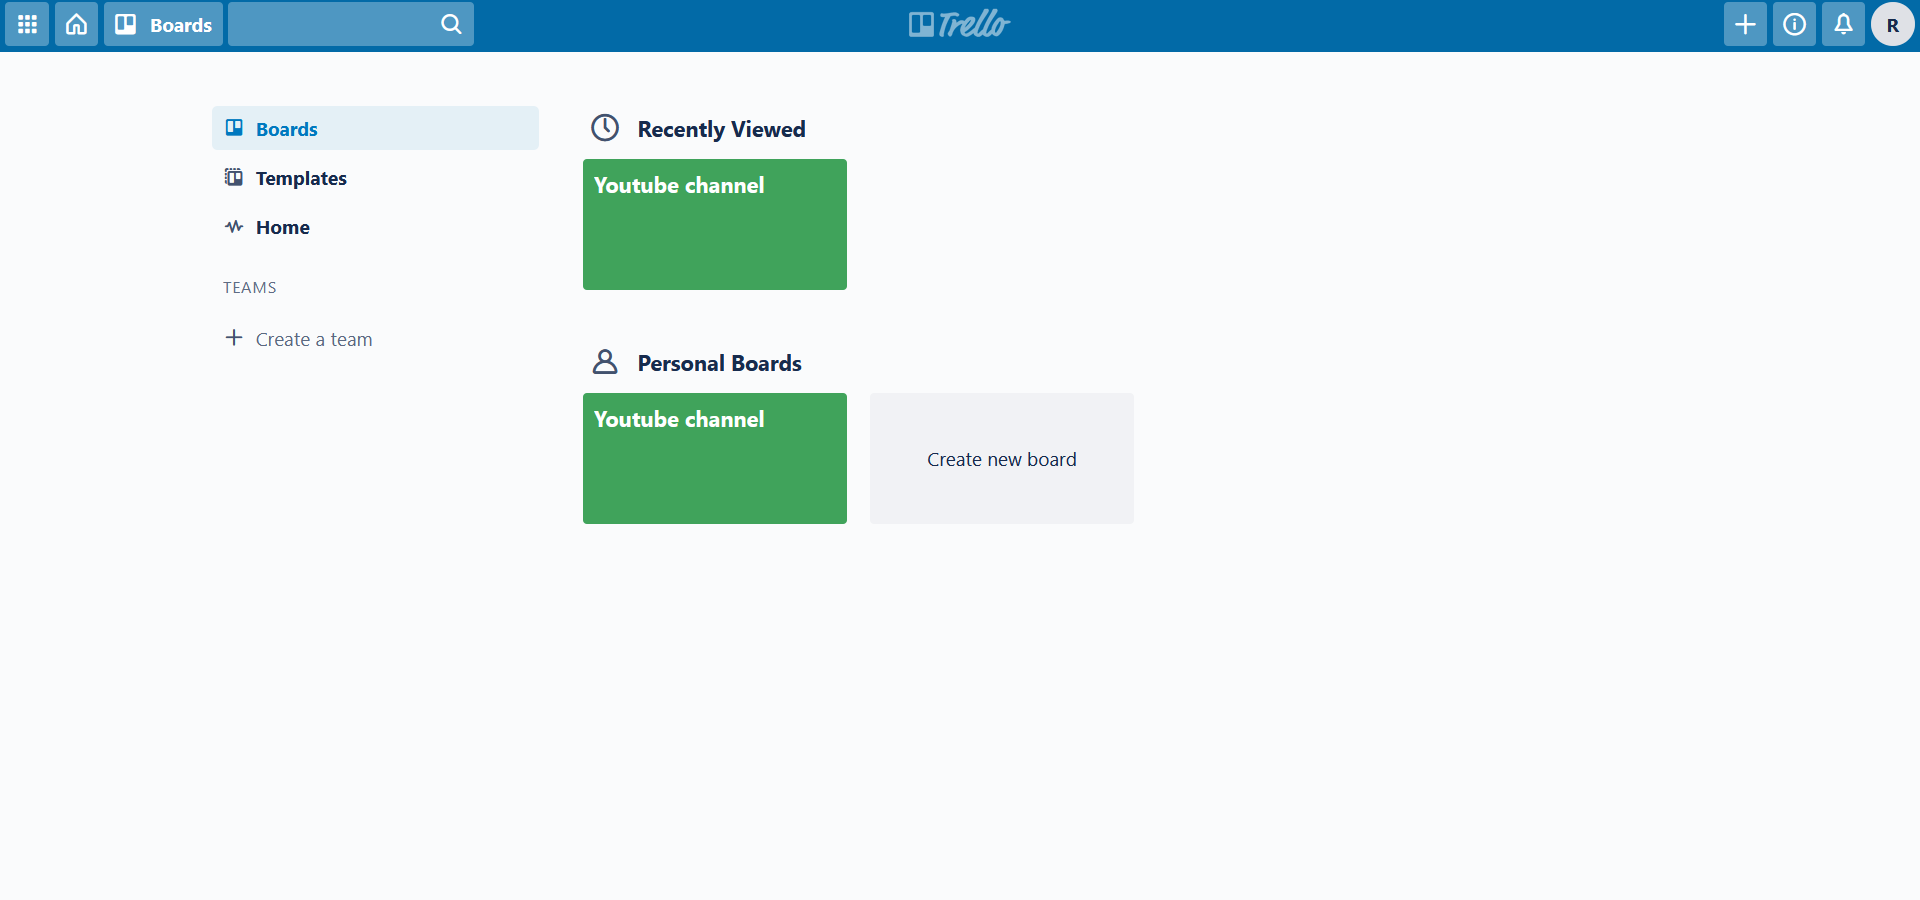 Boards
Trello
R
Boards
Templates
Home
TEAMS
Create a team
Recently Viewed
Youtube channel
Personal Boards
Youtube channel
Create new board